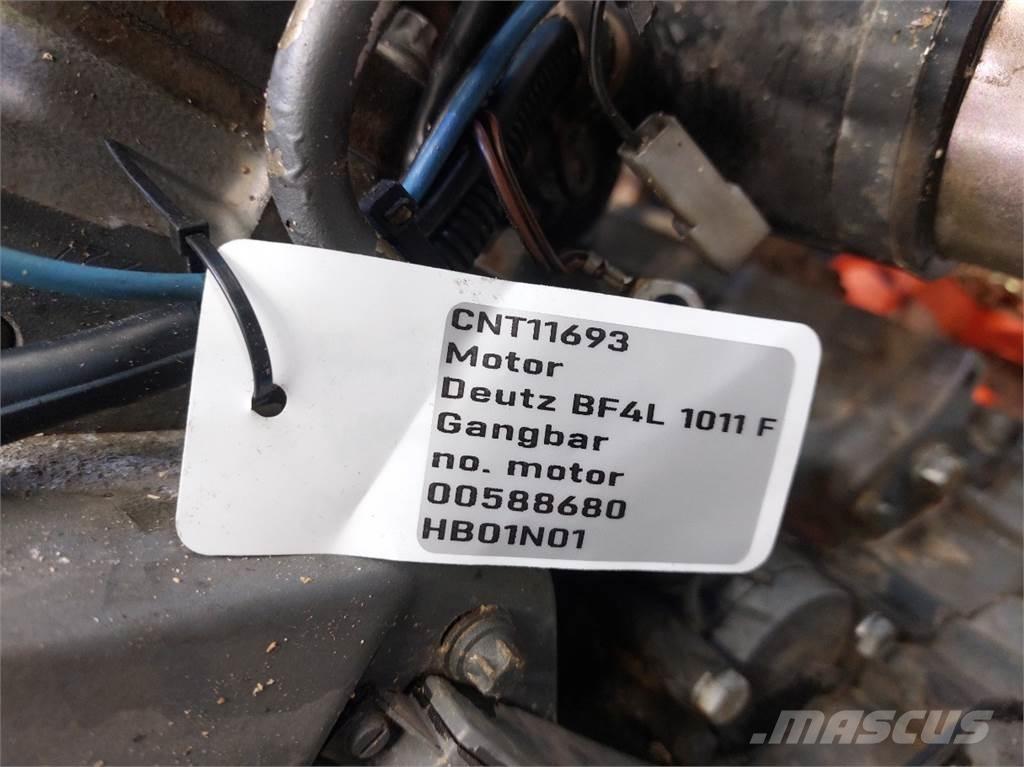 CNT11693
Motor
Deutz BF4L 1011 F
Gangbar
no. motor
00588680
HB01N01
MASCUS